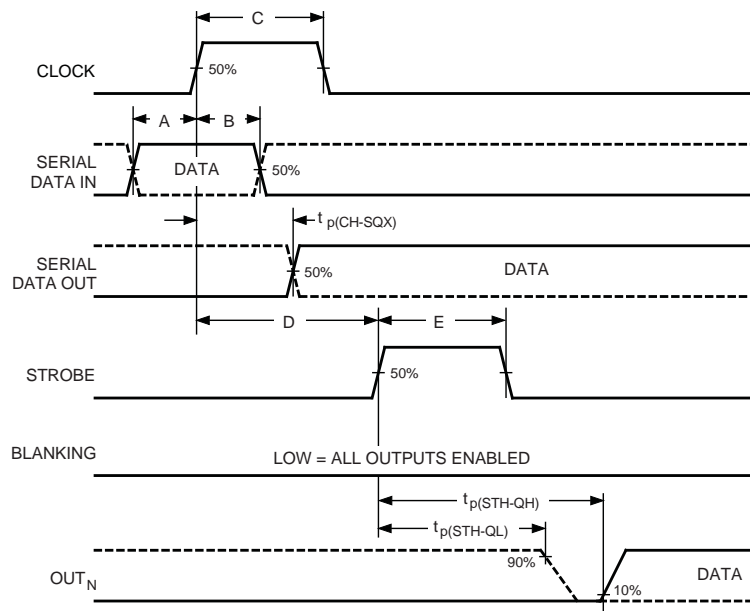 C
CLOCK
50%
A B
SERIAL
DATA IN
DATA
50%
tp(CH-SQX)
SERIAL
DATA OUT
50%
DATA
D E
STROBE
50%
BLANKING
LOW = ALL OUTPUTS ENABLED
tp(STH-QH)
tp(STH-QL)
OUTN
90%
10%
DATA